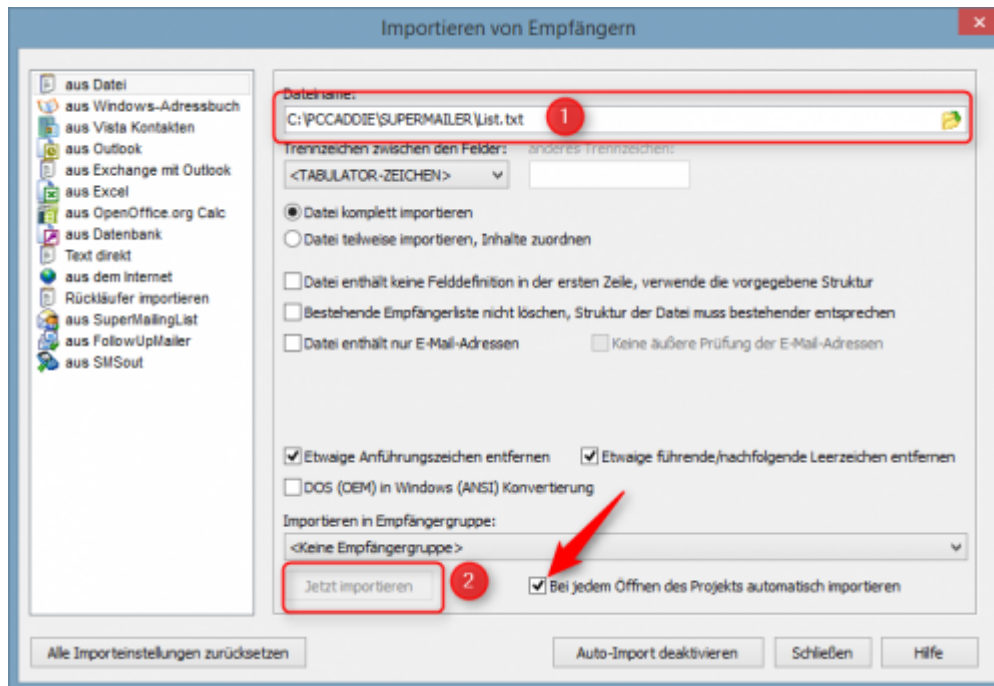 Importieren von Empfängern
aus Datei
aus Windows-Adressbuch
aus Vista Kontakten
aus Outlook
aus Exchange mit Outlook
aus Excel
aus OpenOffice.org Calc
aus Datenbank
Text direkt
aus dem Internet
Rückläufer importieren
aus SuperMailingList
aus FollowUpMailer
aus SMSout
Dateiname:
C:\PCCADDIE\SUPERMAILER\List.txt
1
Trennzeichen zwischen den Felder: anderes Trennzeichen:
<TABULATOR-ZEICHEN>
Datei komplett importieren
Datei teilweise importieren, Inhalte zuordnen
Datei enthält keine Felddefinition in der ersten Zeile, verwende die vorgegebene Struktur
Bestehende Empfängerliste nicht löschen, Struktur der Datei muss bestehender entsprechen
Datei enthält nur E-Mail-Adressen Keine äußere Prüfung der E-Mail-Adressen
Etwaige Anführungszeichen entfernen Etwaige führende/nachfolgende Leerzeichen entfernen
DOS (OEM) in Windows (ANSI) Konvertierung
Importieren in Empfängergruppe:
<Keine Empfängergruppe>
Jetzt importieren 2 Bei jedem Öffnen des Projekts automatisch importieren
Alle Importeinstellungen zurücksetzen Auto-Import deaktivieren Schließen Hilfe